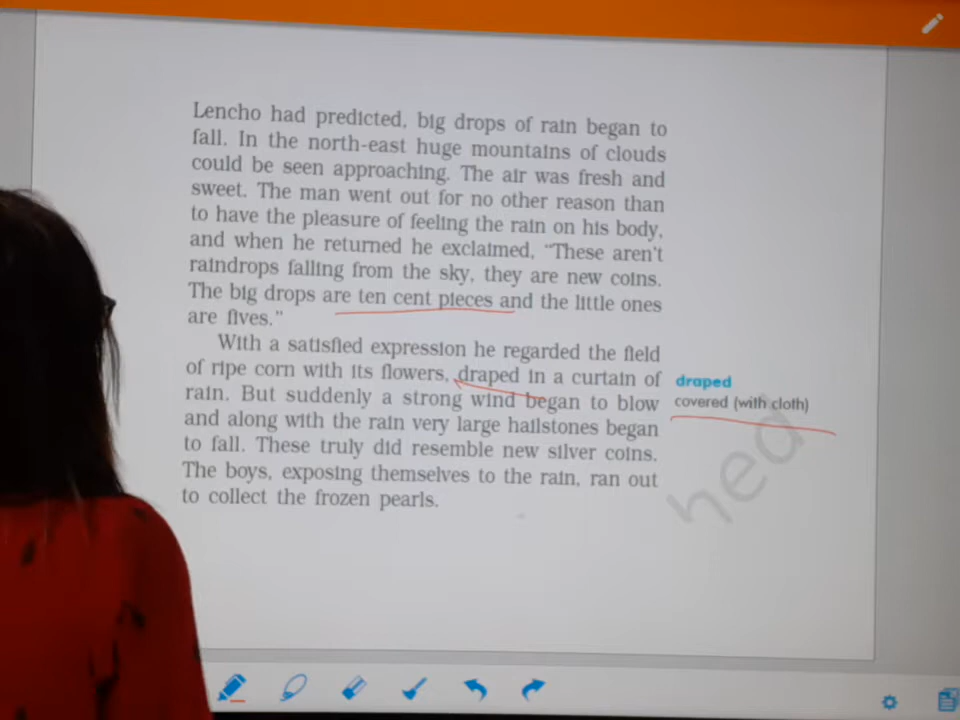 Lencho had predicted, big drops of rain began to
fall. In the north-east huge mountains of clouds
could be seen approaching. The air was fresh and
sweet. The man went out for no other reason than
to have the pleasure of feeling the rain on his body,
and when he returned he exclaimed, “These aren't
raindrops falling from the sky, they are new coins.
The big drops are ten cent pieces and the little ones
are fives.”
With a satisfied expression he regarded the field
of ripe corn with its flowers, draped in a curtain of
rain. But suddenly a strong wind began to blow
and along with the rain very large hailstones began
to fall. These truly did resemble new silver coins.
The boys, exposing themselves to the rain, ran out
to collect the frozen pearls.
draped
covered (with cloth)
hed